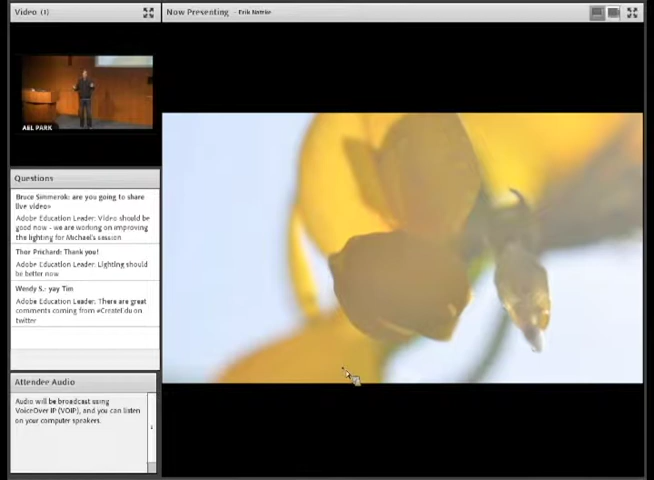 Video (1)
Now Presenting - Erik Natzke
AEL PARK
Questions
Bruce Simmerok: are you going to share
live video>
Adobe Education Leader: Video should be
good now - we are working on improving
the lighting for Michael's session
Thor Prichard: Thank you!
Adobe Education Leader: Lighting should
be better now
Wendy S.: yay Tim
Adobe Education Leader: There are great
comments coming from #CreateEdu on
twitter
Attendee Audio
Audio will be broadcast using
VoiceOver IP (VOIP), and you can listen
on your computer speakers.